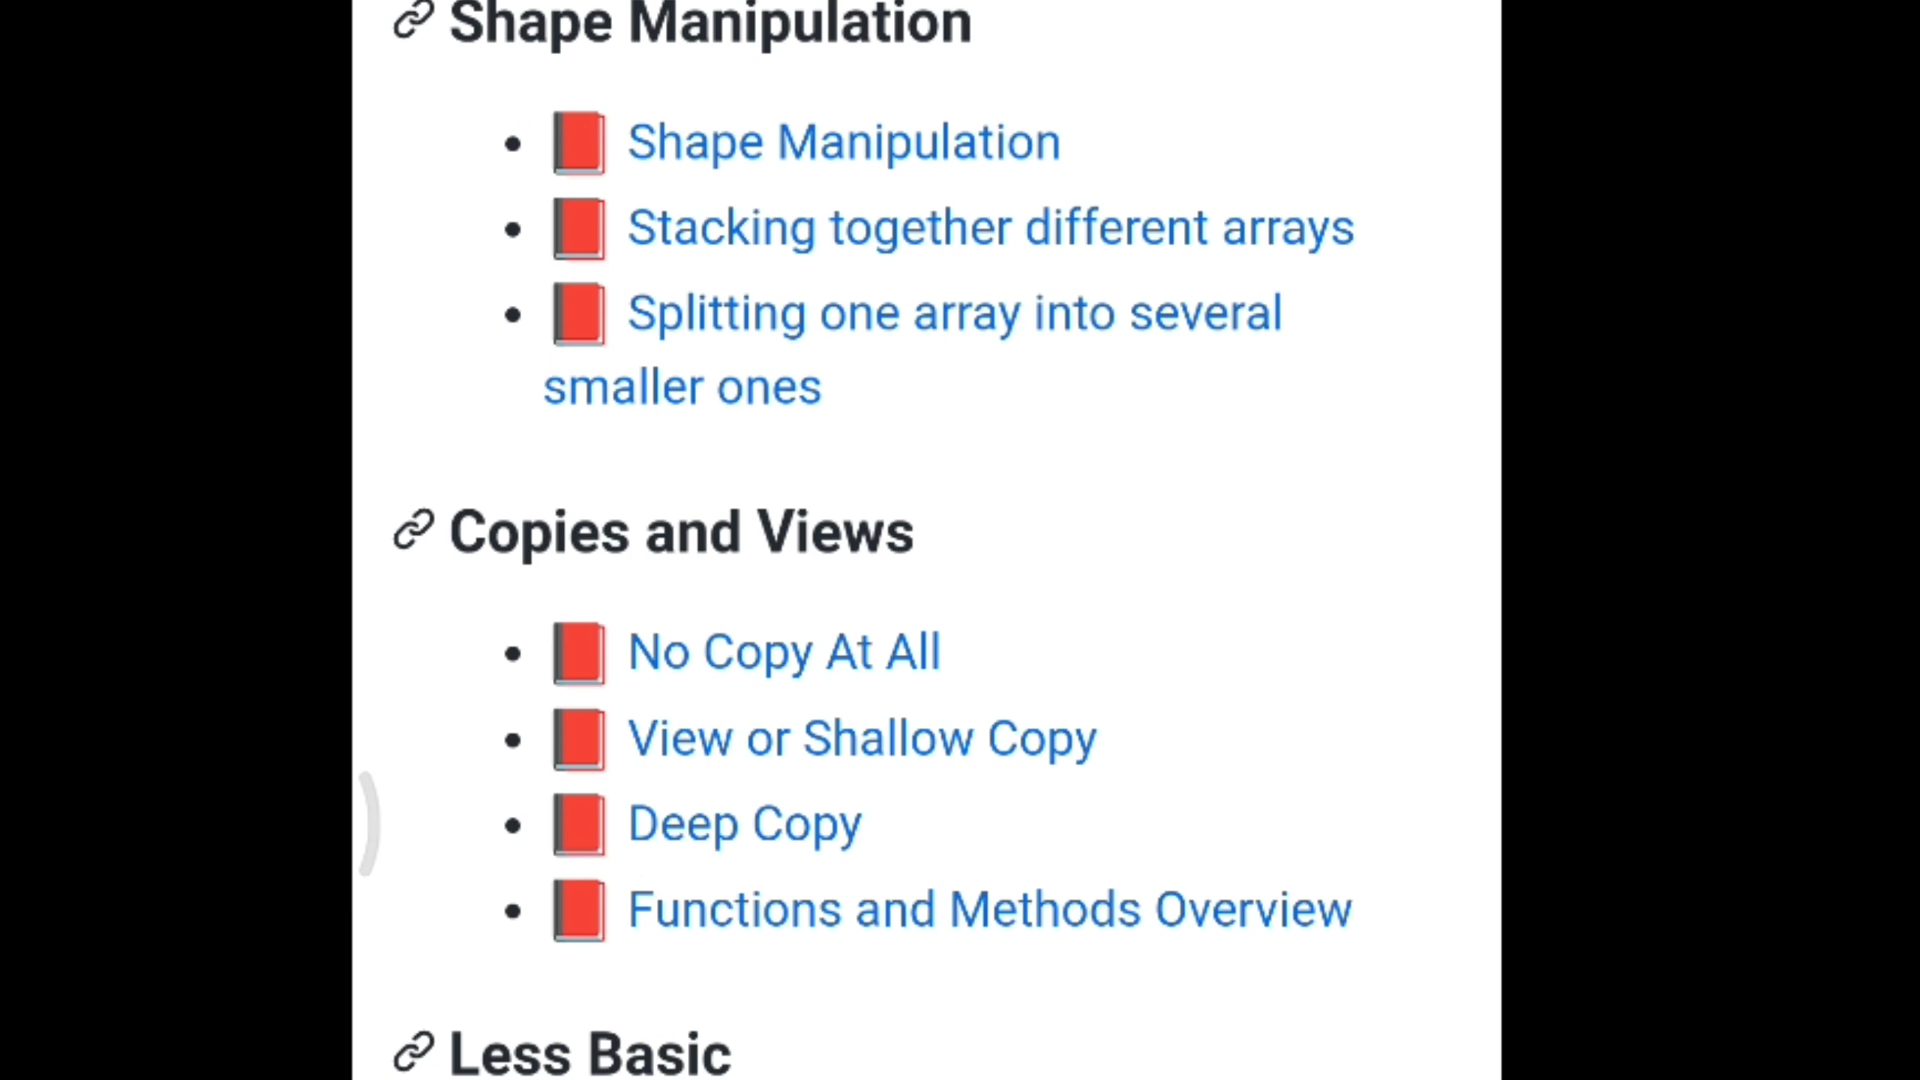 Shape Manipulation
Shape Manipulation
Stacking together different arrays
Splitting one array into several
smaller ones
Copies and Views
No Copy At All
View or Shallow Copy
Deep Copy
Functions and Methods Overview
Less Basic